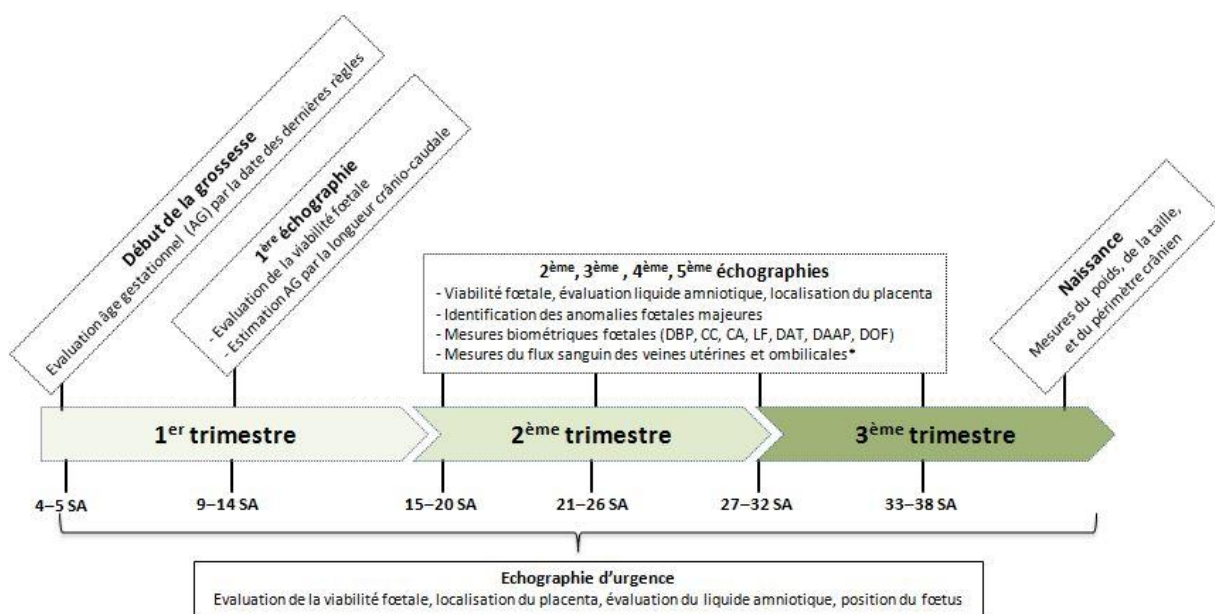 Début de la grossesse
Evaluation âge gestationnel (AG) par la date des dernières règles
1ère échographie
- Evaluation de la viabilité fœtale
- Estimation AG par la longueur crânio-caudale
2ème, 3ème , 4ème, 5ème échographies
- Viabilité fœtale, évaluation liquide amniotique, localisation du placenta
- Identification des anomalies fœtales majeures
- Mesures biométriques fœtales (DBP, CC, CA, LF, DAT, DAAP, DOF)
- Mesures du flux sanguin des veines utérines et ombilicales*
Naissance
Mesures du poids, de la taille,
et du périmètre crânien
1er trimestre
2ème trimestre
3ème trimestre
4–5 SA
9–14 SA
15–20 SA
21–26 SA
27–32 SA
33–38 SA
Echographie d’urgence
Evaluation de la viabilité fœtale, localisation du placenta, évaluation du liquide amniotique, position du fœtus